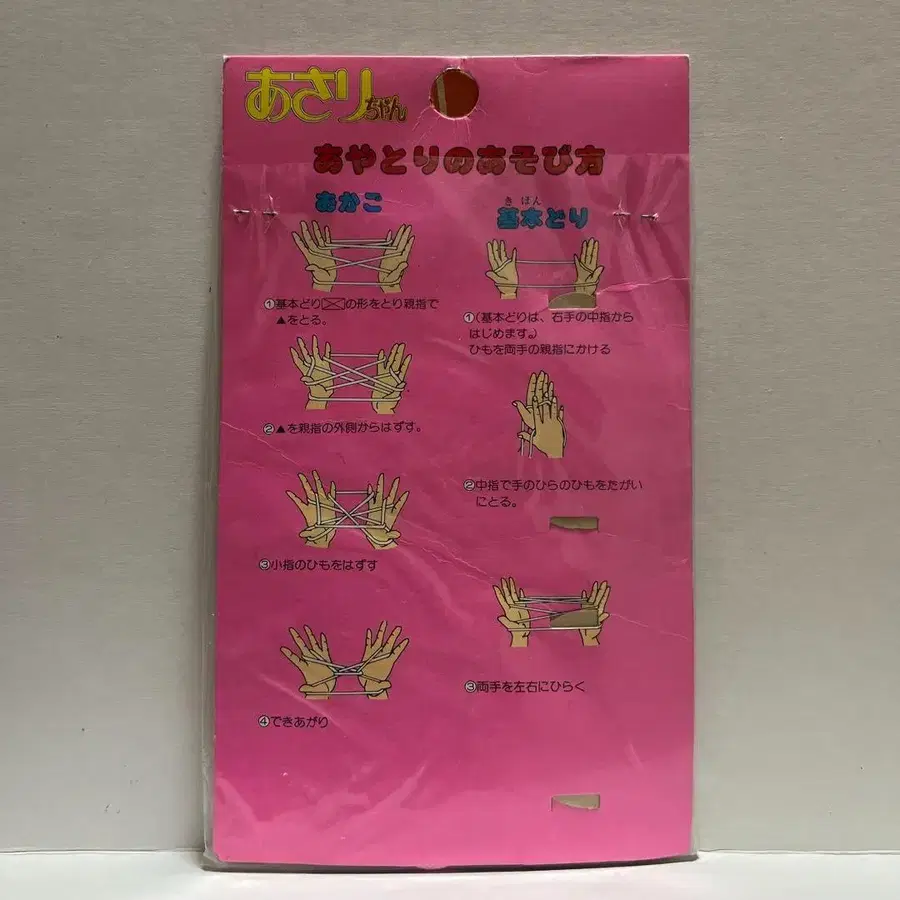 あさりちゃん
あやとりのあそび方
おかご
①基本どり の形をとり親指で
▲をとる。
②▲を親指の外側からはずす。
③小指のひもをはずす
④できあがり
きほん
基本どり
①(基本どりは、右手の中指から
はじめます。)
ひもを両手の親指にかける
②中指で手のひらのひもをたがい
にとる。
③両手を左右にひらく